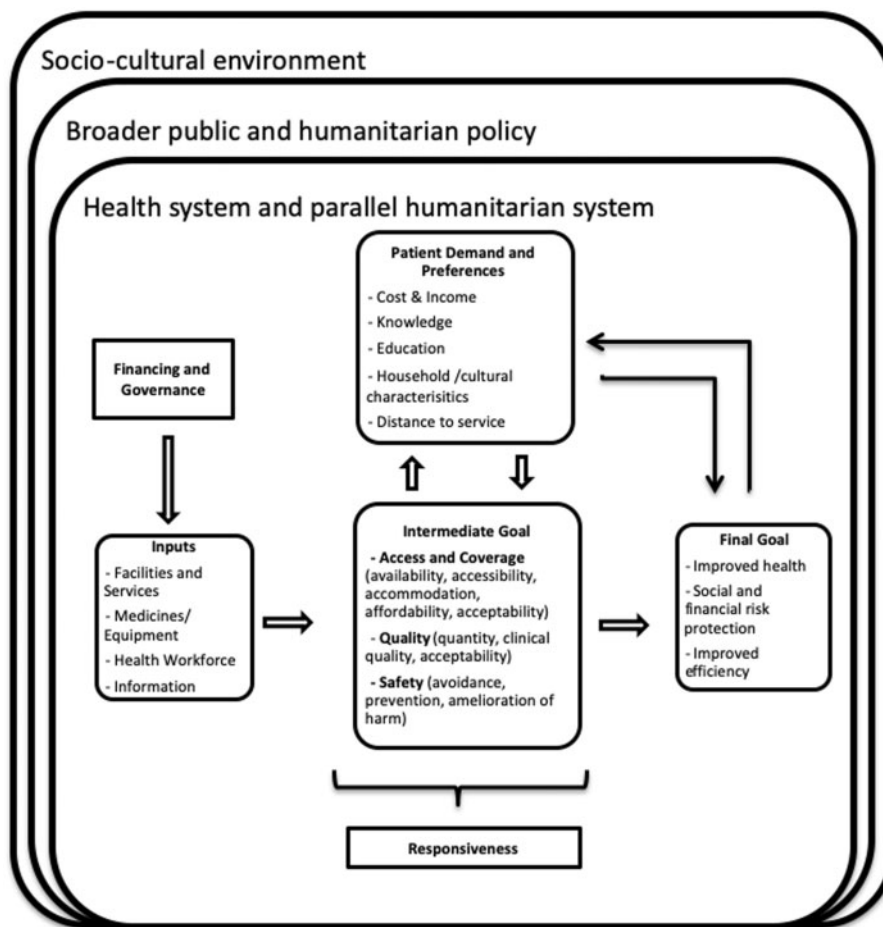 Socio-cultural environment
Broader public and humanitarian policy
Health system and parallel humanitarian system
Patient Demand and
Preferences
- Cost & Income
- Knowledge
- Education
- Household /cultural
characterisitics
- Distance to service
Financing and
Governance
Inputs
- Facilities and
Services
- Medicines/
Equipment
- Health Workforce
- Information
Intermediate Goal
- Access and Coverage
(availability, accessibility,
accommodation,
affordability, acceptability)
- Quality (quantity, clinical
quality, acceptability)
- Safety (avoidance,
prevention, amelioration of
harm)
Final Goal
- Improved health
- Social and
financial risk
protection
- Improved
efficiency
Responsiveness